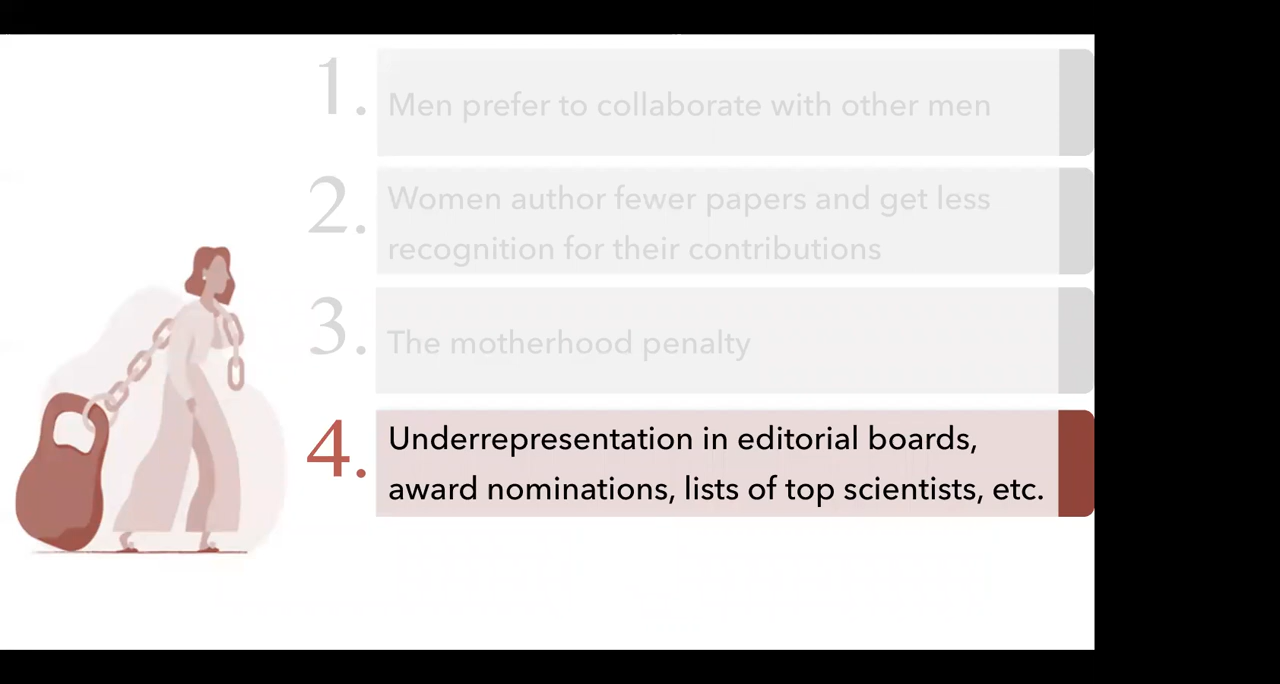 1. Men prefer to collaborate with other men
2. Women author fewer papers and get less
recognition for their contributions
3. The motherhood penalty
4. Underrepresentation in editorial boards,
award nominations, lists of top scientists, etc.